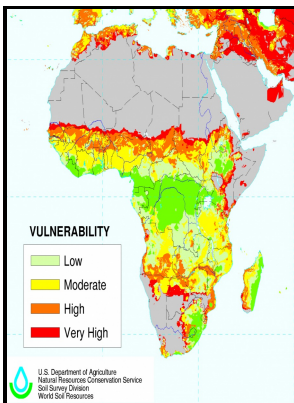 VULNERABILITY
Low
Moderate
High
Very High
U.S. Department of Agriculture
Natural Resources Conservation Service
Soil Survey Division
World Soil Resources